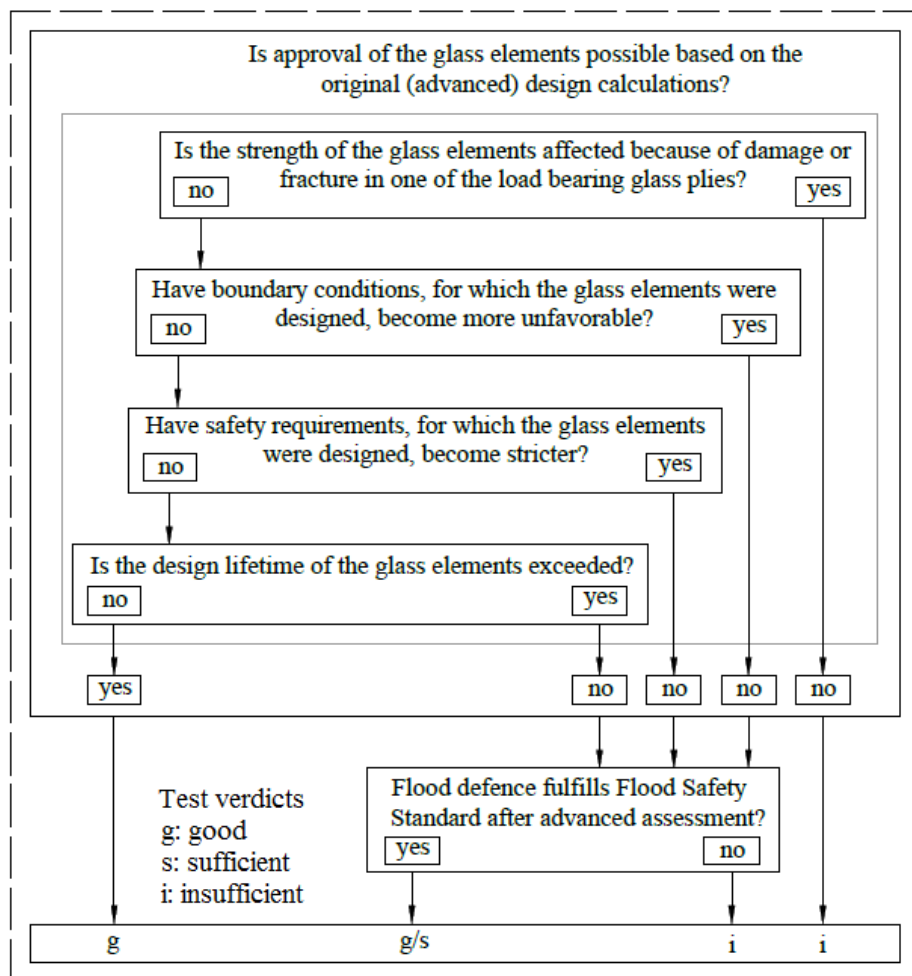 Is approval of the glass elements possible based on the
original (advanced) design calculations?
Is the strength of the glass elements affected because of damage or
fracture in one of the load bearing glass plies?
no
yes
Have boundary conditions, for which the glass elements were
designed, become more unfavorable?
no
yes
Have safety requirements, for which the glass elements
were designed, become stricter?
no
yes
Is the design lifetime of the glass elements exceeded?
no
yes
yes
no
no
no
no
Flood defence fulfills Flood Safety
Standard after advanced assessment?
yes
no
Test verdicts
g: good
s: sufficient
i: insufficient
g
g/s
i
i